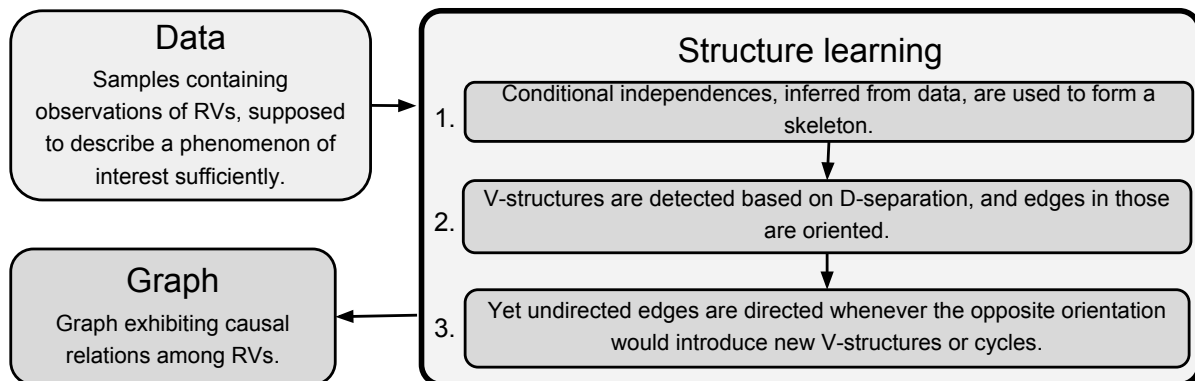 Data
Samples containing
observations of RVs, supposed
to describe a phenomenon of
interest sufficiently.
Structure learning
1.
Conditional independences, inferred from data, are used to form a
skeleton.
2.
V-structures are detected based on D-separation, and edges in those
are oriented.
3.
Yet undirected edges are directed whenever the opposite orientation
would introduce new V-structures or cycles.
Graph
Graph exhibiting causal
relations among RVs.